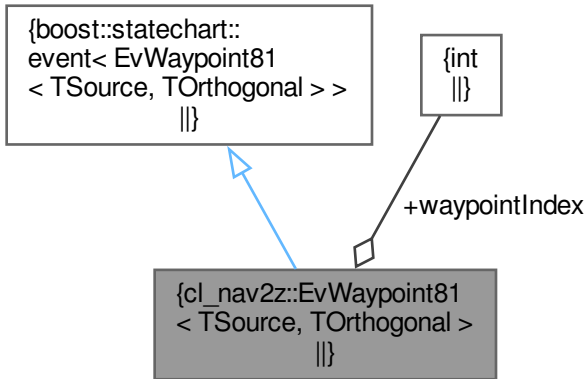 {boost::statechart::
event< EvWaypoint81
< TSource, TOrthogonal > >
||}
{int
||}
+waypointIndex
{cl_nav2z::EvWaypoint81
< TSource, TOrthogonal >
||}